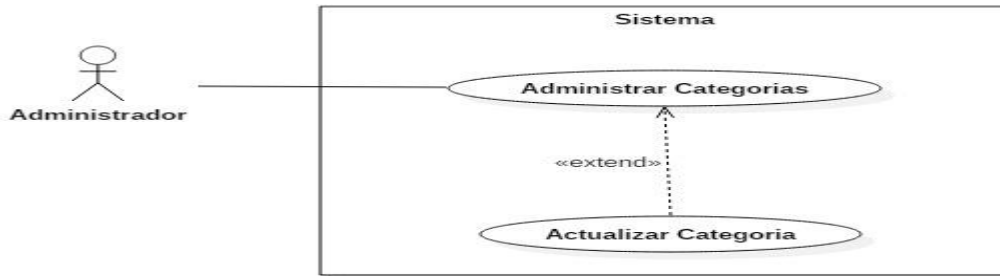 Sistema
Administrar Categorias
Administrador
«extend»
Actualizar Categoria